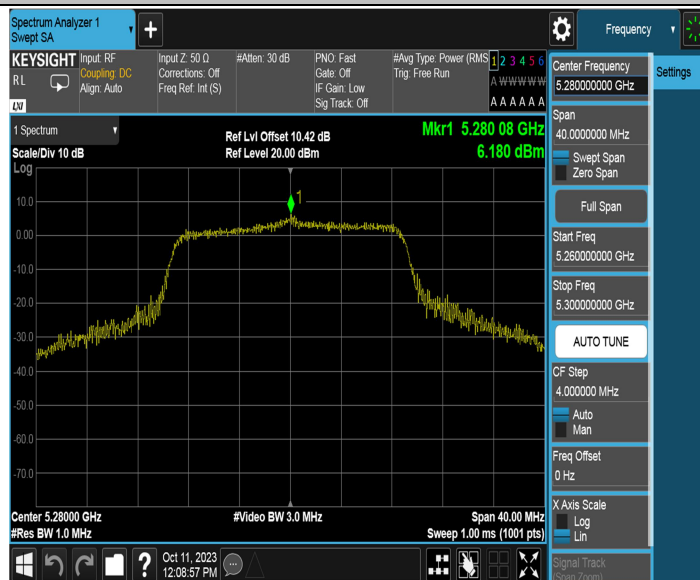 Spectrum Analyzer 1
Swept SA
+
Frequency
KEYSIGHT
RL
LXI
Input: RF
Coupling: DC
Align: Auto
Input Z: 50 Ω
Corrections: Off
Freq Ref: Int (S)
#Atten: 30 dB
PNO: Fast
Gate: Off
IF Gain: Low
Sig Track: Off
#Avg Type: Power (RMS
Trig: Free Run
1 2 3 4 5 6
A W W W W W
A A A A A A
1 Spectrum
Scale/Div 10 dB
Ref Lvl Offset 10.42 dB
Ref Level 20.00 dBm
Mkr1 5.280 08 GHz
6.180 dBm
Log
1
10.0
0.00
-10.0
-20.0
-30.0
-40.0
-50.0
-60.0
-70.0
Center 5.28000 GHz
#Res BW 1.0 MHz
#Video BW 3.0 MHz
Span 40.00 MHz
Sweep 1.00 ms (1001 pts)
?
Oct 11, 2023
12:08:57 PM
Center Frequency
5.280000000 GHz
Settings
Span
40.0000000 MHz
Swept Span
Zero Span
Full Span
Start Freq
5.260000000 GHz
Stop Freq
5.300000000 GHz
AUTO TUNE
CF Step
4.000000 MHz
Auto
Man
Freq Offset
0 Hz
X Axis Scale
Log
Lin
Signal Track
(Span Zoom)